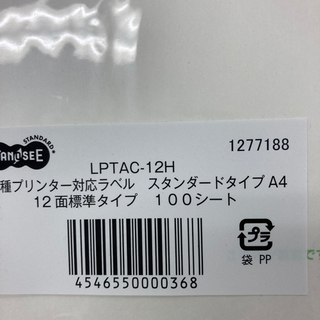 STANDARD
TANOSEE
1277188
LPTAC-12H
種プリンター対応ラベル スタンダードタイプ A4
12面標準タイプ 100シート
プラ
袋 PP
4546550000368
です